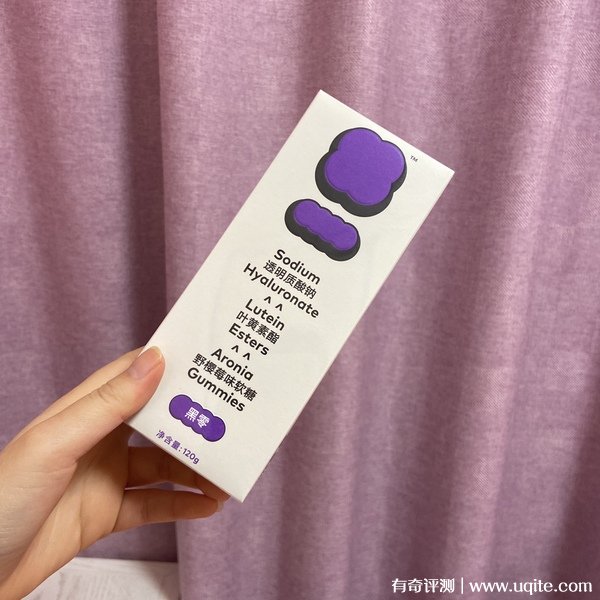 ™
Sodium
透明质酸钠
Hyaluronate
^ ^
Lutein
叶黄素酯
Esters
^ ^
Aronia
野樱莓味软糖
Gummies
黑零
净含量: 120g
有奇评测 | www.uqite.com